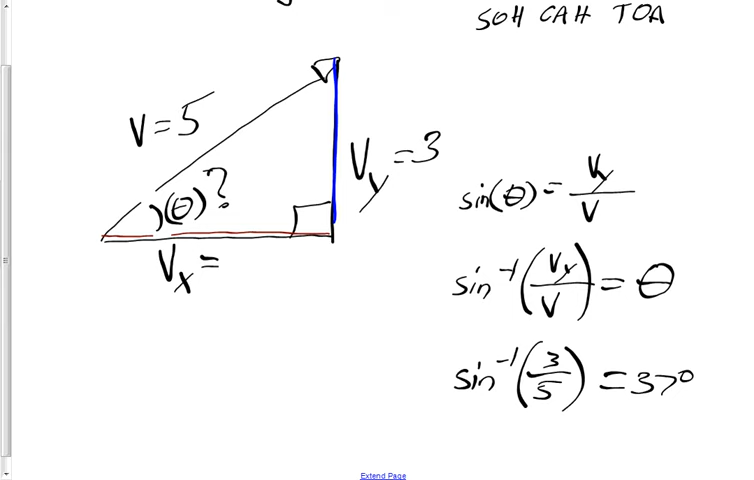 SOH CAH TOA
V = 5
Vy = 3
(θ)?
Vx =
sin(θ) = Vy/V
sin⁻¹(Vy/V) = θ
sin⁻¹(3/5) = 37°
Extend Page